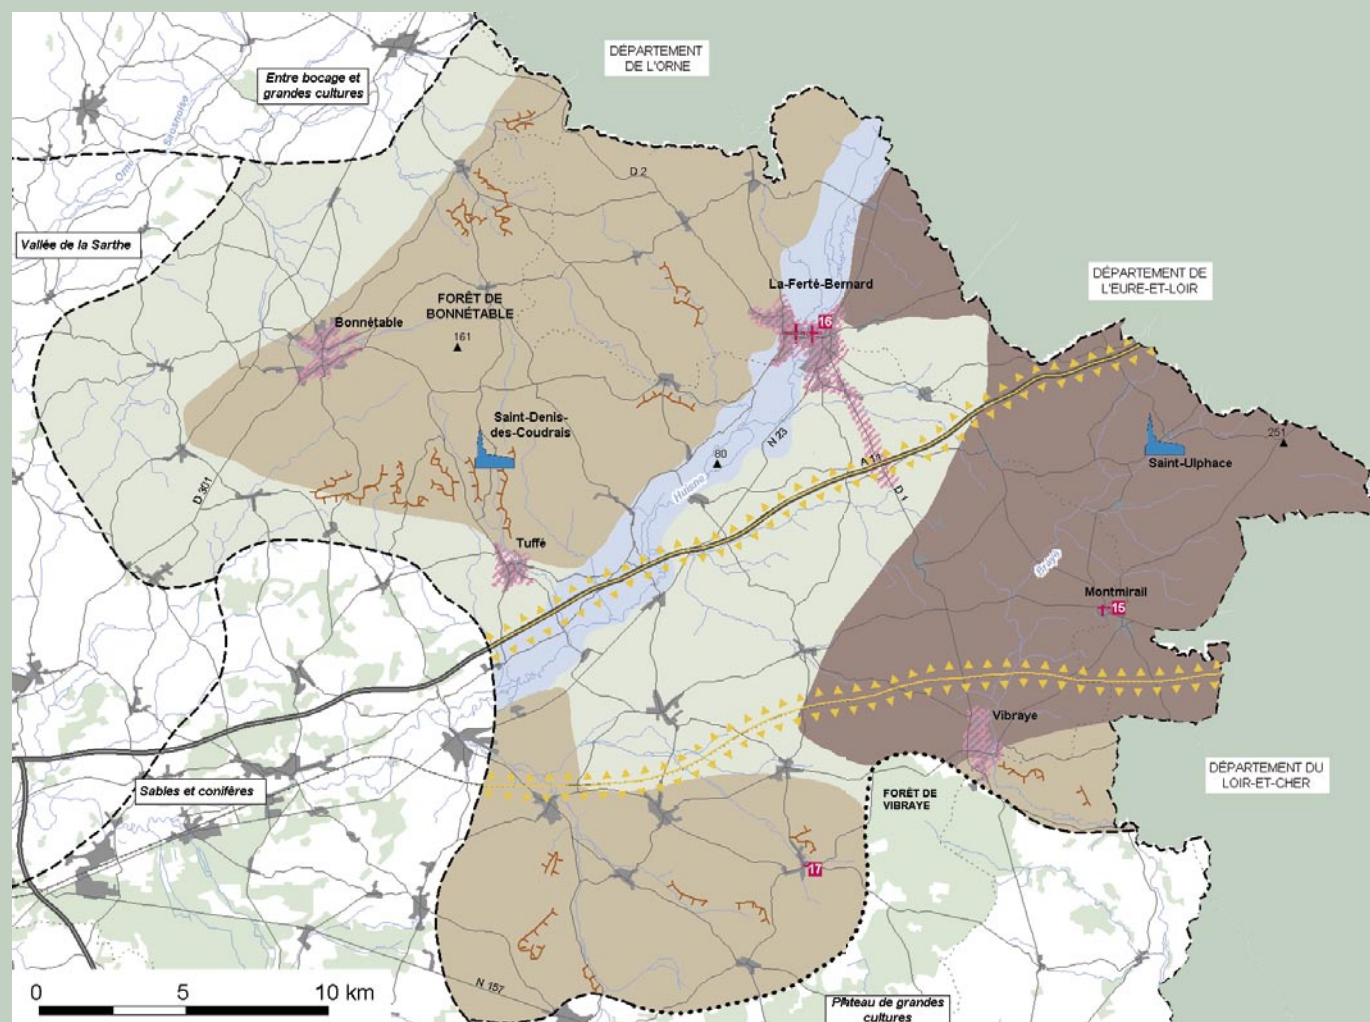 DÉPARTEMENT
DE L'ORNE
Entre bocage et
grandes cultures
Orne Saosnoise
D 2
Vallée de la Sarthe
DÉPARTEMENT DE
L'EURE-ET-LOIR
La-Ferté-Bernard
FORÊT DE
BONNÉTABLE
Bonnétable
16
161
Saint-Denis-
des-Coudrais
N 23
251
80
A 11
Saint-Ulphace
Huisne
D 301
D 1
Tuffé
Braye
Montmirail
15
Vibraye
DÉPARTEMENT DU
LOIR-ET-CHER
Sables et conifères
FORÊT DE
VIBRAYE
17
N 157
0 5 10 km
Plateau de grandes
cultures